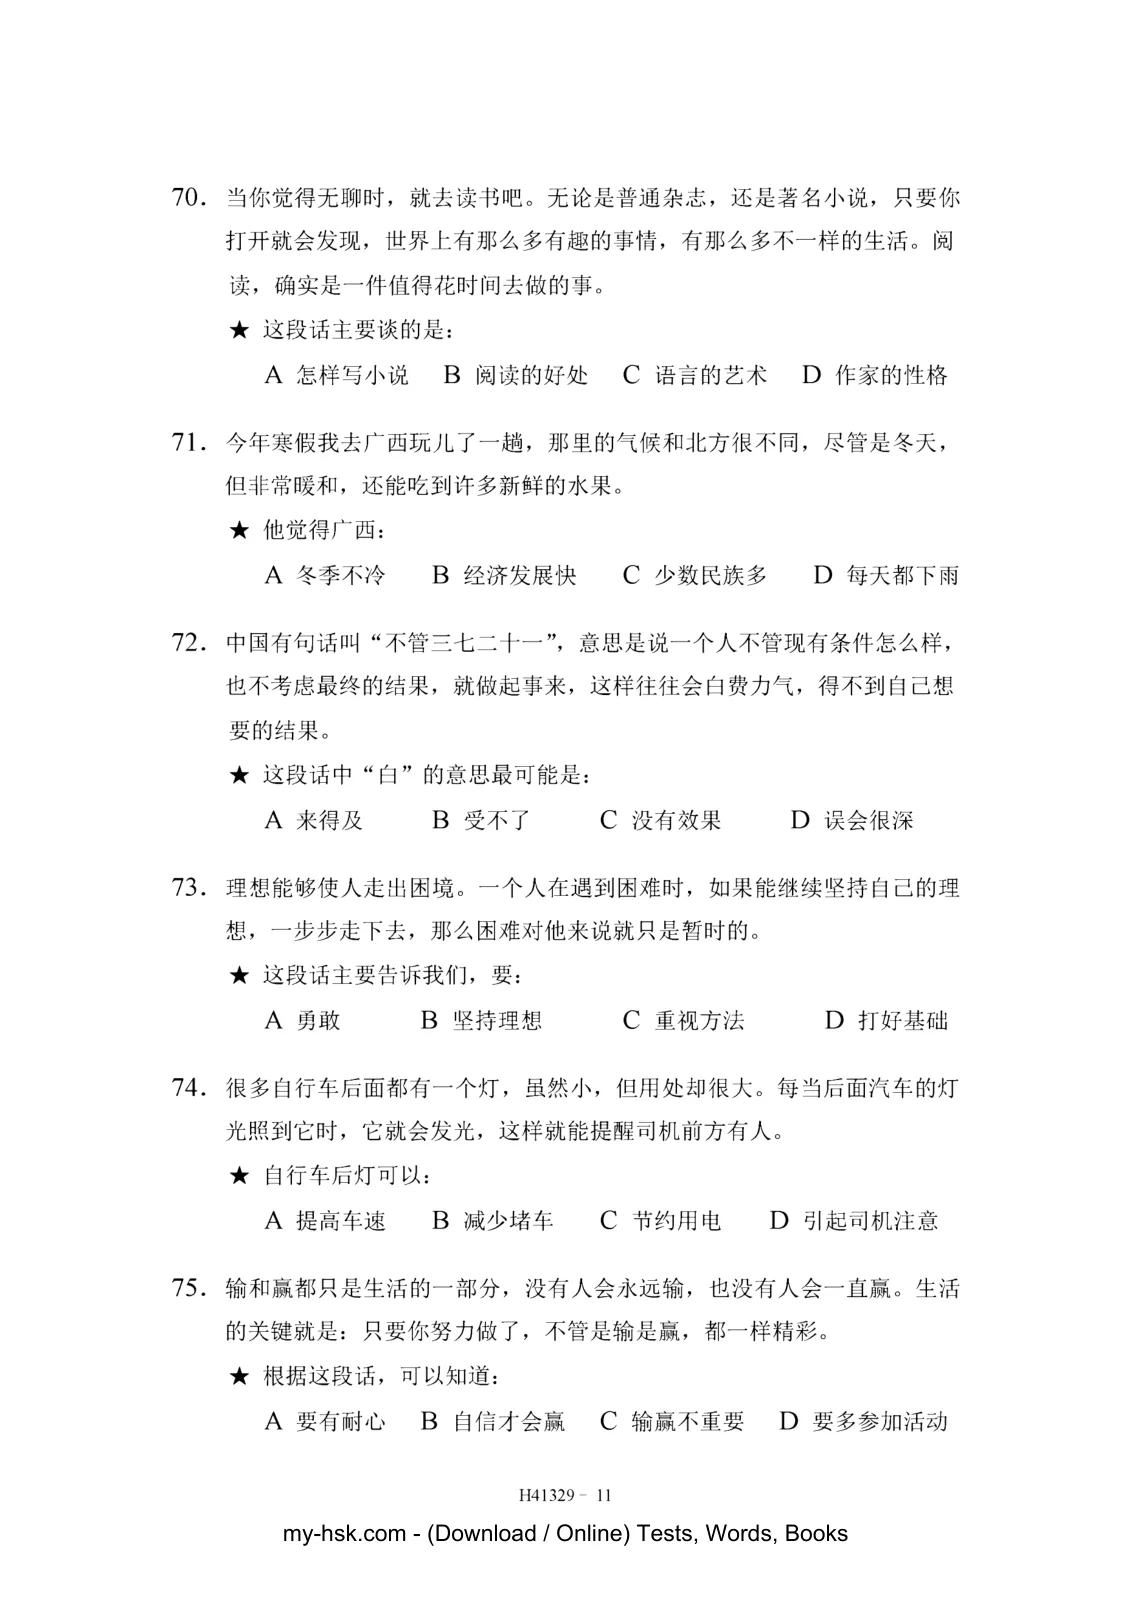 70. 当你觉得无聊时，就去读书吧。无论是普通杂志，还是著名小说，只要你
打开就会发现，世界上有那么多有趣的事情，有那么多不一样的生活。阅
读，确实是一件值得花时间去做的事。
★ 这段话主要谈的是：
A 怎样写小说 B 阅读的好处 C 语言的艺术 D 作家的性格
71. 今年寒假我去广西玩儿了一趟，那里的气候和北方很不同，尽管是冬天，
但非常暖和，还能吃到许多新鲜的水果。
★ 他觉得广西：
A 冬季不冷 B 经济发展快 C 少数民族多 D 每天都下雨
72. 中国有句话叫“不管三七二十一”，意思是说一个人不管现有条件怎么样，
也不考虑最终的结果，就做起事来，这样往往会白费力气，得不到自己想
要的结果。
★ 这段话中“白”的意思最可能是：
A 来得及 B 受不了 C 没有效果 D 误会很深
73. 理想能够使人走出困境。一个人在遇到困难时，如果能继续坚持自己的理
想，一步步走下去，那么困难对他来说就只是暂时的。
★ 这段话主要告诉我们，要：
A 勇敢 B 坚持理想 C 重视方法 D 打好基础
74. 很多自行车后面都有一个灯，虽然小，但用处却很大。每当后面汽车的灯
光照到它时，它就会发光，这样就能提醒司机前方有人。
★ 自行车后灯可以：
A 提高车速 B 减少堵车 C 节约用电 D 引起司机注意
75. 输和赢都只是生活的一部分，没有人会永远输，也没有人会一直赢。生活
的关键就是：只要你努力做了，不管是输是赢，都一样精彩。
★ 根据这段话，可以知道：
A 要有耐心 B 自信才会赢 C 输赢不重要 D 要多参加活动
H41329 - 11
my-hsk.com - (Download / Online) Tests, Words, Books